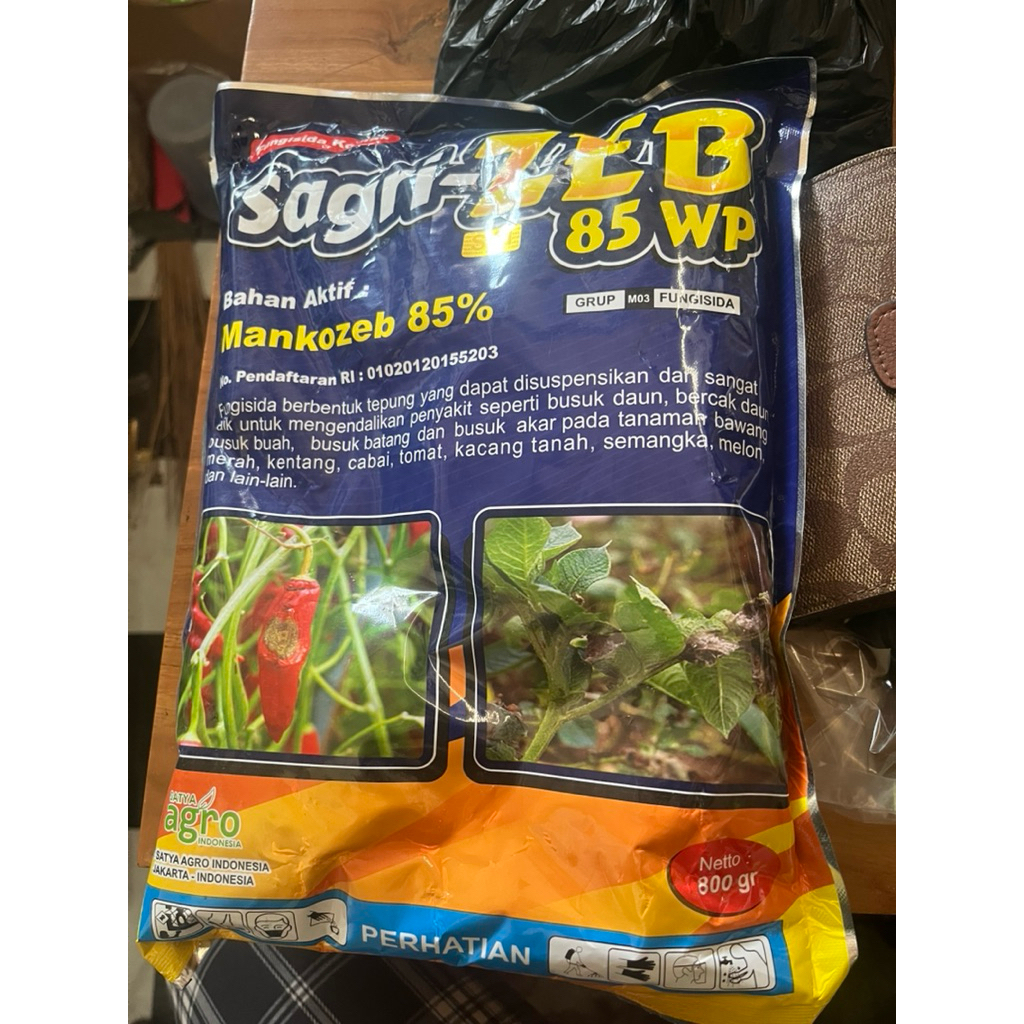 Fungisida
Sagri-ZEB
85 WP
Bahan Aktif :
Mankozeb 85%
GRUP M03 FUNGISIDA
No. Pendaftaran RI : 01020120155203
Fungisida berbentuk tepung yang dapat disuspensikan dan sangat
baik untuk mengendalikan penyakit seperti busuk daun, bercak daun
busuk buah, busuk batang dan busuk akar pada tanaman bawang
merah, kentang, cabai, tomat, kacang tanah, semangka, melon,
dan lain-lain.
SATYA
agro
INDONESIA
SATYA AGRO INDONESIA
JAKARTA - INDONESIA
Netto :
800 gr
PERHATIAN